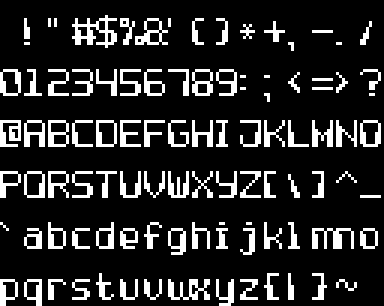 ! " #$%&' ( ) * + , - . /
0123456789: ; < = > ?
@ABCDEFGHIJKLMNO
PQRSTUVWXYZ[ \ ] ^ _
` abcdefghijklmno
pqrstuvwxyz{ | } ~